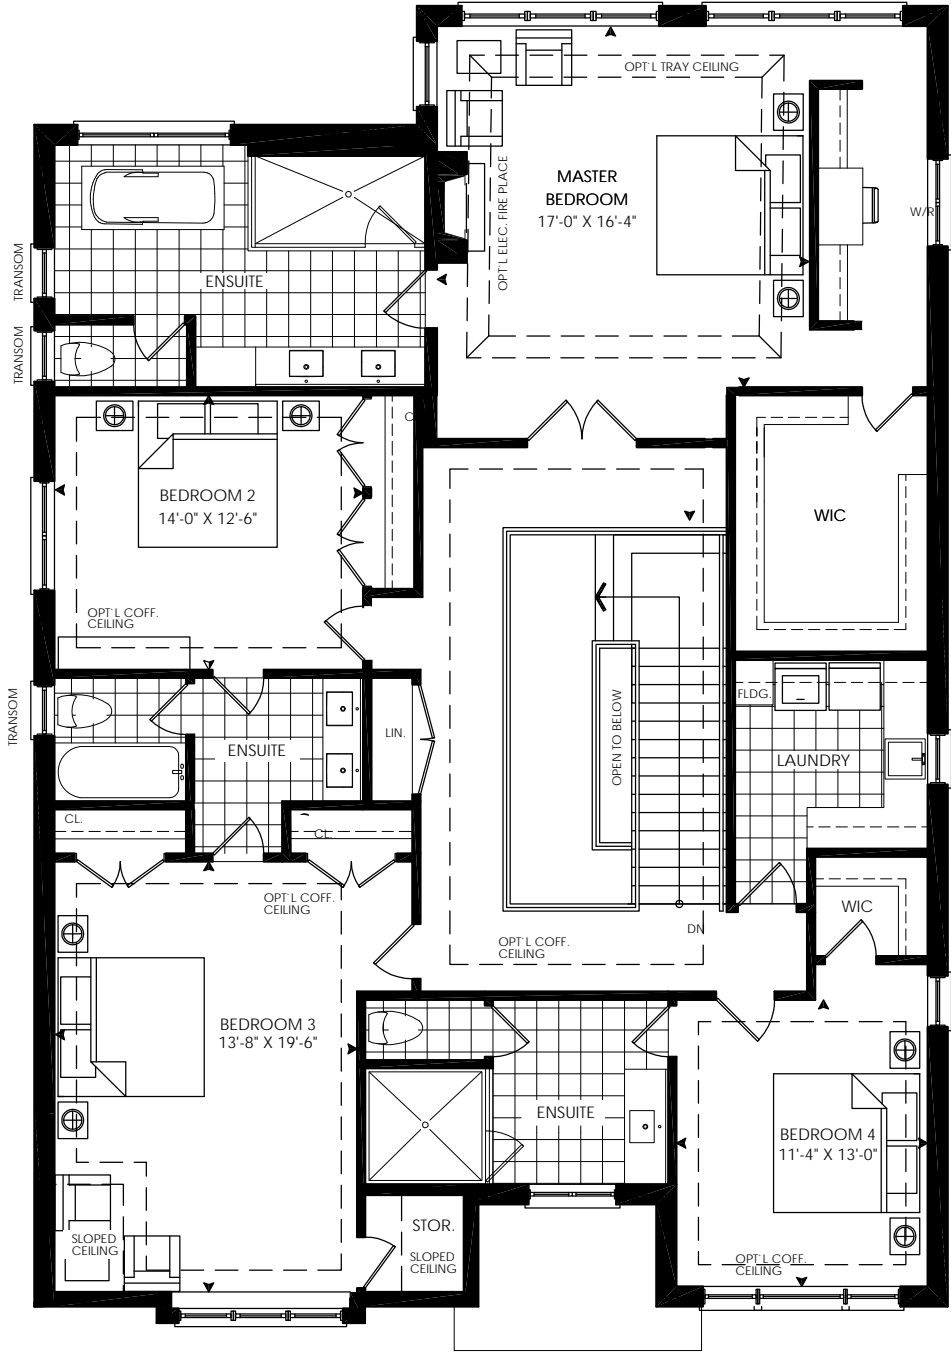 OPT`L TRAY CEILING
MASTER
BEDROOM
17'-0" X 16'-4"
OPT`L ELEC. FIRE PLACE
W/R
TRANSOM
ENSUITE
TRANSOM
BEDROOM 2
14'-0" X 12'-6"
C
WIC
OPT`L COFF.
CEILING
TRANSOM
ENSUITE
LIN.
OPEN TO BELOW
FLDG.
LAUNDRY
CL.
CL.
OPT`L COFF.
CEILING
WIC
DN
OPT`L COFF.
CEILING
BEDROOM 3
13'-8" X 19'-6"
ENSUITE
BEDROOM 4
11'-4" X 13'-0"
SLOPED
CEILING
STOR.
SLOPED
CEILING
OPT`L COFF.
CEILING